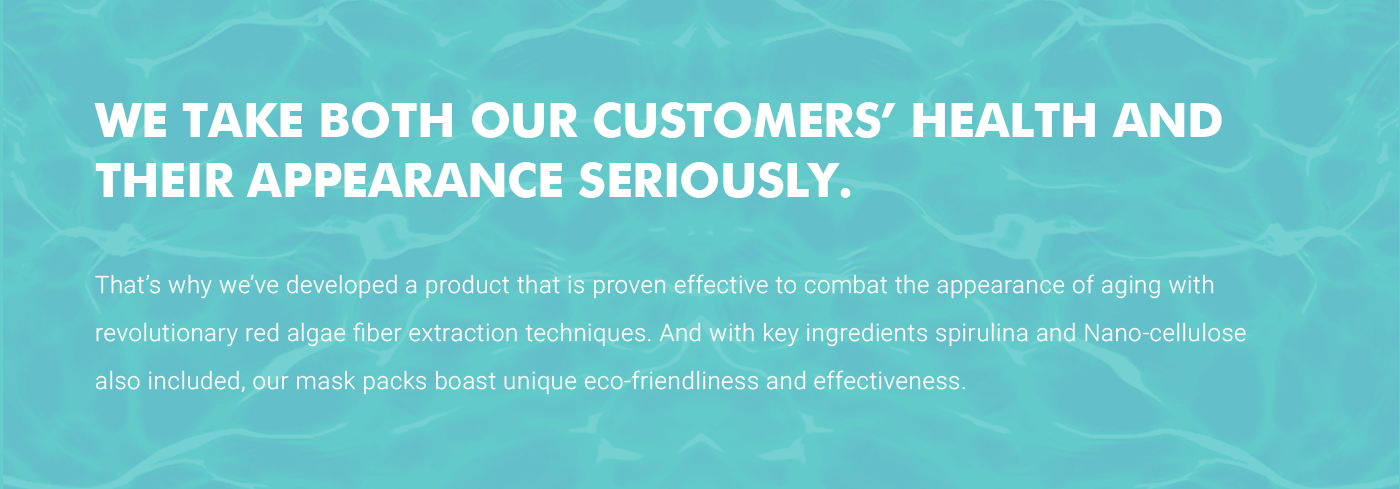 WE TAKE BOTH OUR CUSTOMERS’ HEALTH AND
THEIR APPEARANCE SERIOUSLY.
That’s why we’ve developed a product that is proven effective to combat the appearance of aging with
revolutionary red algae fiber extraction techniques. And with key ingredients spirulina and Nano-cellulose
also included, our mask packs boast unique eco-friendliness and effectiveness.